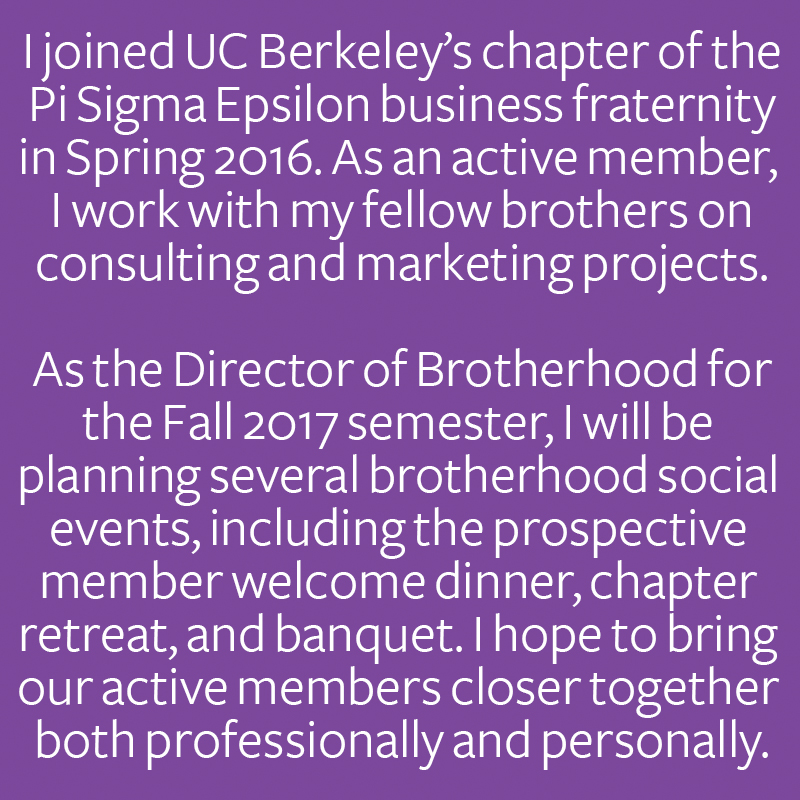 I joined UC Berkeley’s chapter of the
Pi Sigma Epsilon business fraternity
in Spring 2016. As an active member,
I work with my fellow brothers on
consulting and marketing projects.
As the Director of Brotherhood for
the Fall 2017 semester, I will be
planning several brotherhood social
events, including the prospective
member welcome dinner, chapter
retreat, and banquet. I hope to bring
our active members closer together
both professionally and personally.